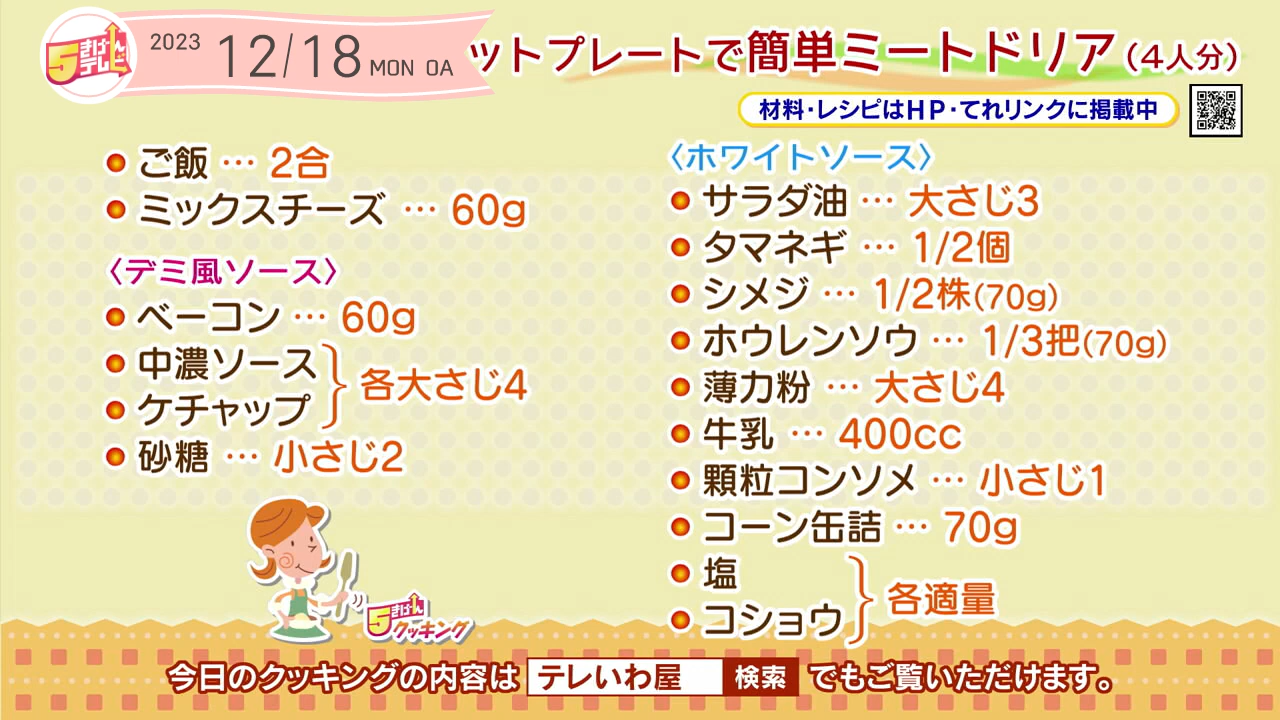 5きげんテレビ
2023 12/18 MON OA
ットプレートで簡単ミートドリア(4人分)
材料・レシピはHP・てれリンクに掲載中
ご飯 … 2合
ミックスチーズ … 60g
〈デミ風ソース〉
ベーコン … 60g
中濃ソース
ケチャップ
各大さじ4
砂糖 … 小さじ2
〈ホワイトソース〉
サラダ油 … 大さじ3
タマネギ … 1/2個
シメジ … 1/2株(70g)
ホウレンソウ … 1/3把(70g)
薄力粉 … 大さじ4
牛乳 … 400cc
顆粒コンソメ … 小さじ1
コーン缶詰 … 70g
塩
コショウ
各適量
5きげんクッキング
今日のクッキングの内容は テレいわ屋 検索 でもご覧いただけます。